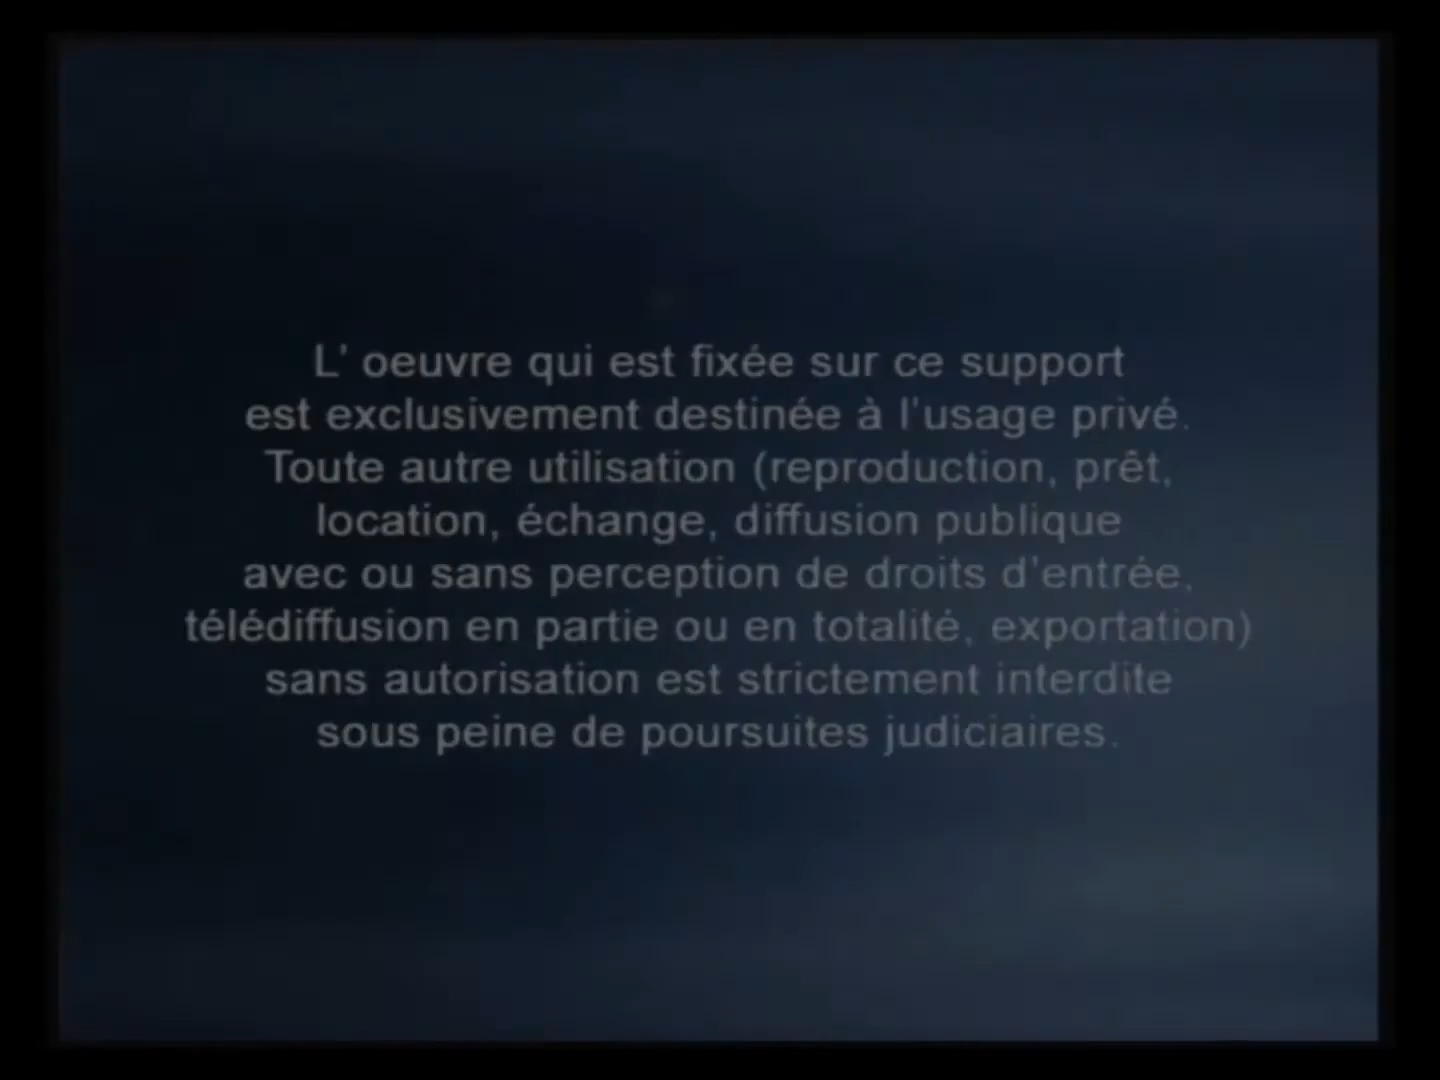 L' oeuvre qui est fixée sur ce support
est exclusivement destinée à l'usage privé.
Toute autre utilisation (reproduction, prêt,
location, échange, diffusion publique
avec ou sans perception de droits d'entrée,
télédiffusion en partie ou en totalité, exportation)
sans autorisation est strictement interdite
sous peine de poursuites judiciaires.